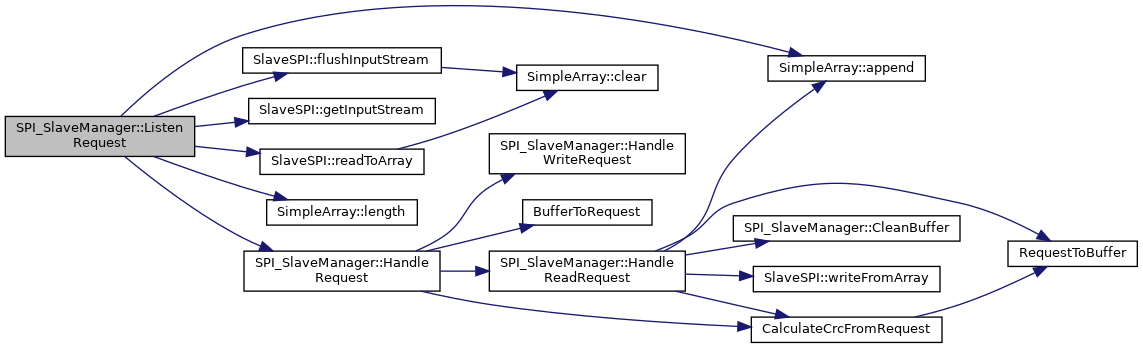 SPI_SlaveManager::Listen
Request
SlaveSPI::flushInputStream
SimpleArray::clear
SlaveSPI::getInputStream
SlaveSPI::readToArray
SimpleArray::length
SPI_SlaveManager::Handle
Request
SPI_SlaveManager::Handle
WriteRequest
BufferToRequest
SPI_SlaveManager::Handle
ReadRequest
SimpleArray::append
SPI_SlaveManager::CleanBuffer
SlaveSPI::writeFromArray
CalculateCrcFromRequest
RequestToBuffer